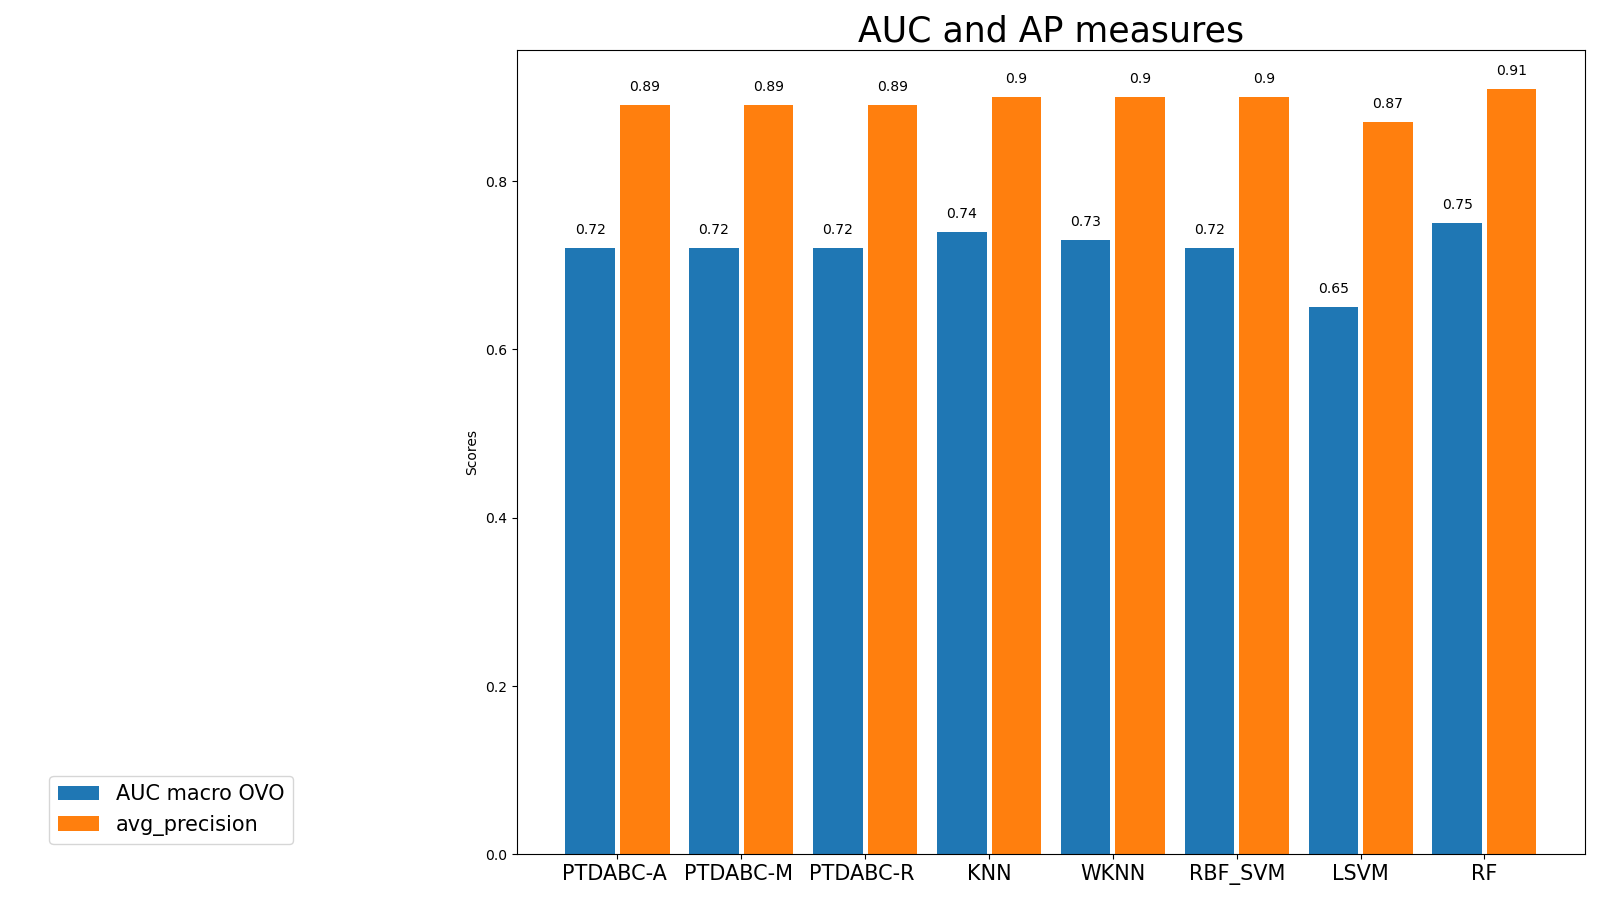 AUC and AP measures
0.89 0.89 0.89 0.9 0.9 0.9 0.87 0.91
0.72 0.72 0.72 0.74 0.73 0.72 0.65 0.75
0.8
0.6
Scores
0.4
0.2
0.0
PTDABC-A PTDABC-M PTDABC-R KNN WKNN RBF_SVM LSVM RF
AUC macro OVO
avg_precision